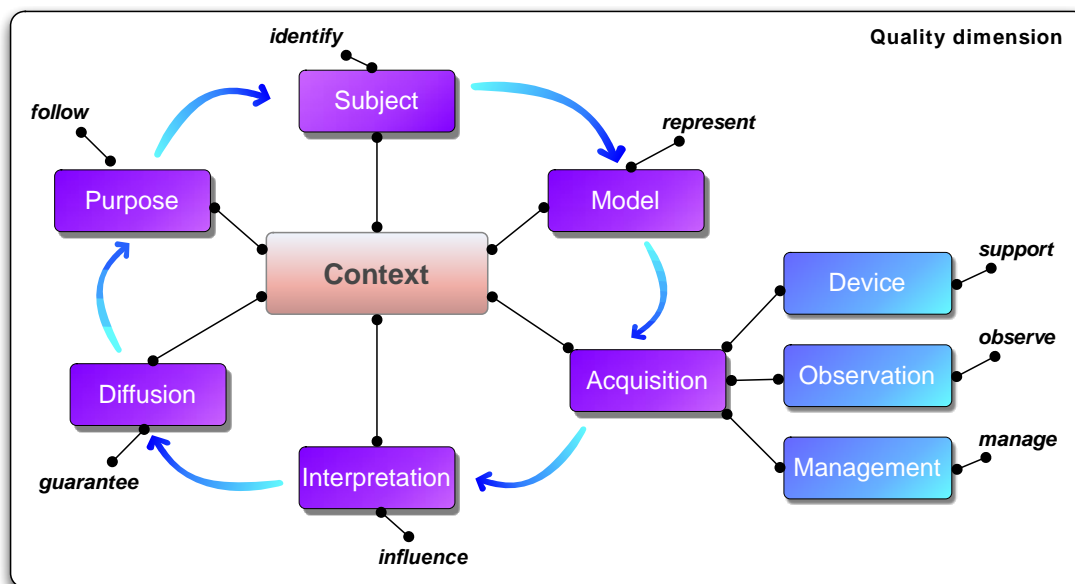 Quality dimension
identify
Subject
follow
represent
Purpose
Model
Context
support
Device
observe
Diffusion
Acquisition
Observation
guarantee
Interpretation
manage
Management
influence